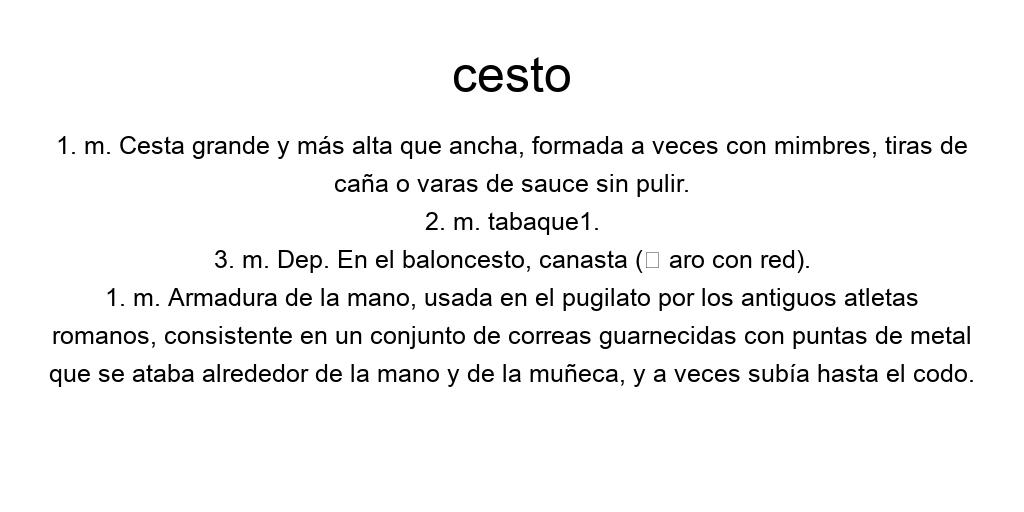 cesto
1. m. Cesta grande y más alta que ancha, formada a veces con mimbres, tiras de
caña o varas de sauce sin pulir.
2. m. tabaque1.
3. m. Dep. En el baloncesto, canasta (□ aro con red).
1. m. Armadura de la mano, usada en el pugilato por los antiguos atletas
romanos, consistente en un conjunto de correas guarnecidas con puntas de metal
que se ataba alrededor de la mano y de la muñeca, y a veces subía hasta el codo.